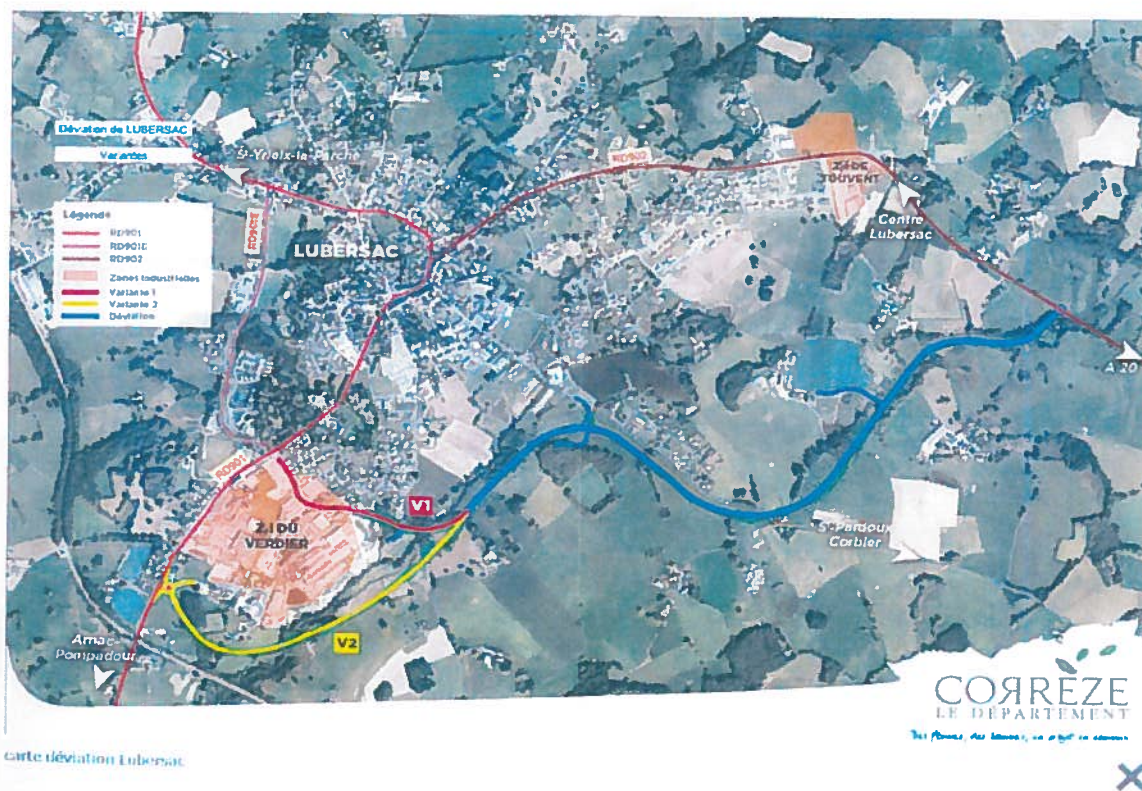 Déviation de LUBERSAC
Variantes
St-Yrieix-la-Perche
RD902
Z.I DE
TOUVENT
Centre
Lubersac
Légende
RD901
RD901E
RD902
Zones Industrielles
Variante 1
Variante 2
Déviation
RD901E
LUBERSAC
A 20
RD901
V1
Z.I DU
VERDIER
St-Pardoux
Corbier
V2
Arnac-
Pompadour
CORRÈZE
LE DÉPARTEMENT
carte déviation Lubersac